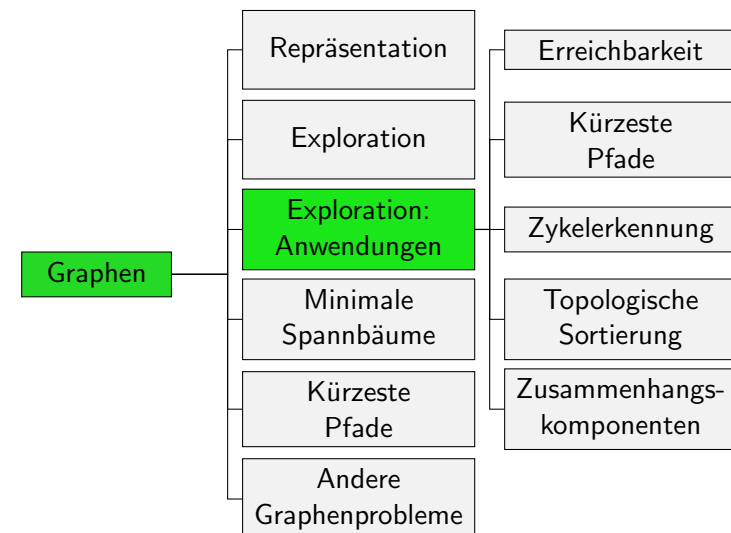 Graphen
Repräsentation
Exploration
Exploration:
Anwendungen
Minimale
Spannbäume
Kürzeste
Pfade
Andere
Graphenprobleme
Erreichbarkeit
Kürzeste
Pfade
Zykelerkennung
Topologische
Sortierung
Zusammenhangs-
komponenten